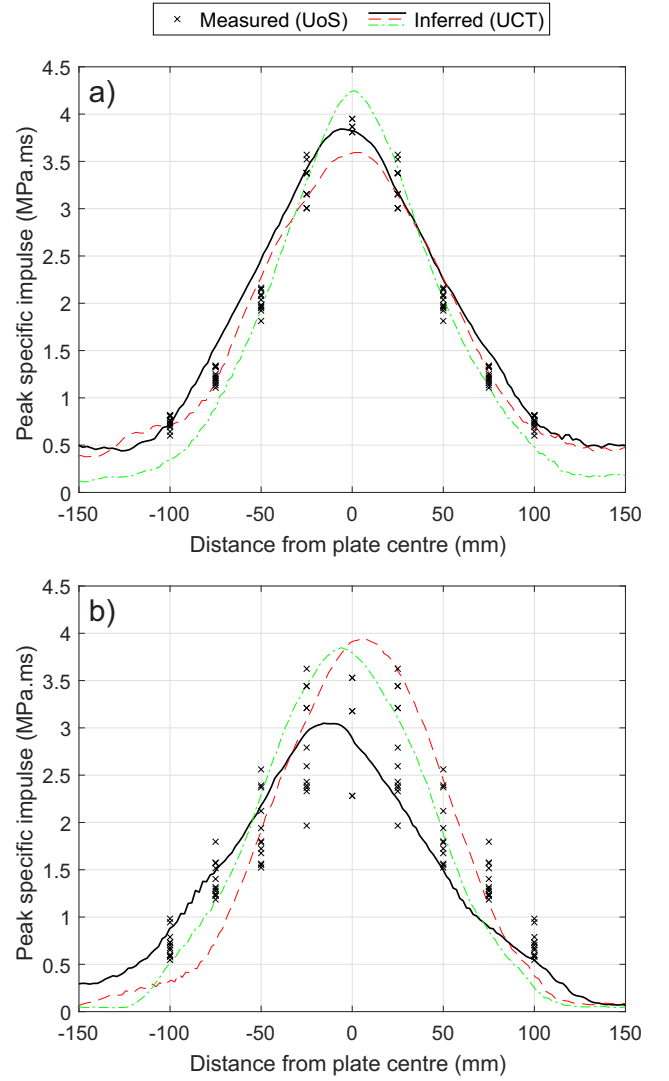 Measured (UoS) Inferred (UCT)
a)
4.5
4
3.5
3
2.5
2
1.5
1
0.5
0
Peak specific impulse (MPa.ms)
-150 -100 -50 0 50 100 150
Distance from plate centre (mm)
b)
4.5
4
3.5
3
2.5
2
1.5
1
0.5
0
Peak specific impulse (MPa.ms)
-150 -100 -50 0 50 100 150
Distance from plate centre (mm)